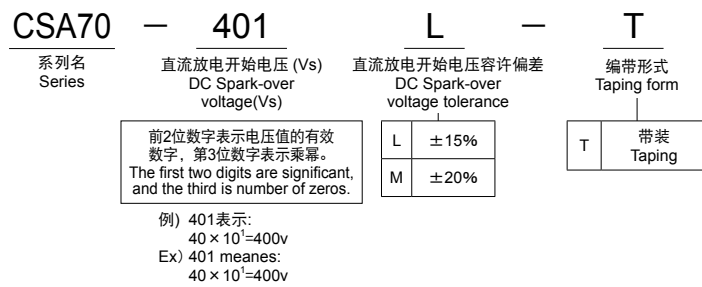 CSA70 — 401 L — T
系列名
Series
直流放电开始电压 (Vs)
DC Spark-over
voltage(Vs)
直流放电开始电压容许偏差
DC Spark-over
voltage tolerance
编带形式
Taping form
前2位数字表示电压值的有效
数字，第3位数字表示乘幂。
The first two digits are significant,
and the third is number of zeros.
L ±15%
M ±20%
T 带装
Taping
例) 401表示:
40×10¹=400v
Ex) 401 meanes:
40×10¹=400v